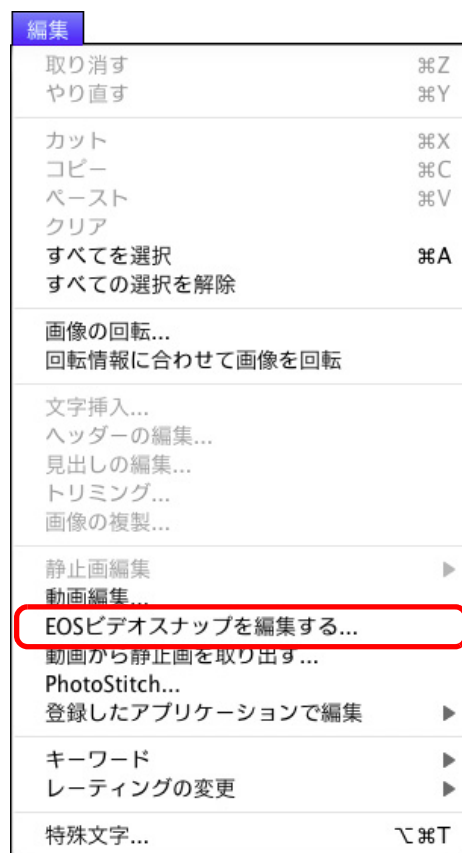 編集
取り消す ⌘Z
やり直す ⌘Y
カット ⌘X
コピー ⌘C
ペースト ⌘V
クリア
すべてを選択 ⌘A
すべての選択を解除
画像の回転...
回転情報に合わせて画像を回転
文字挿入...
ヘッダーの編集...
見出しの編集...
トリミング...
画像の複製...
静止画編集
動画編集...
EOSビデオスナップを編集する...
動画から静止画を取り出す...
PhotoStitch...
登録したアプリケーションで編集
キーワード
レーティングの変更
特殊文字... ⌥⌘T